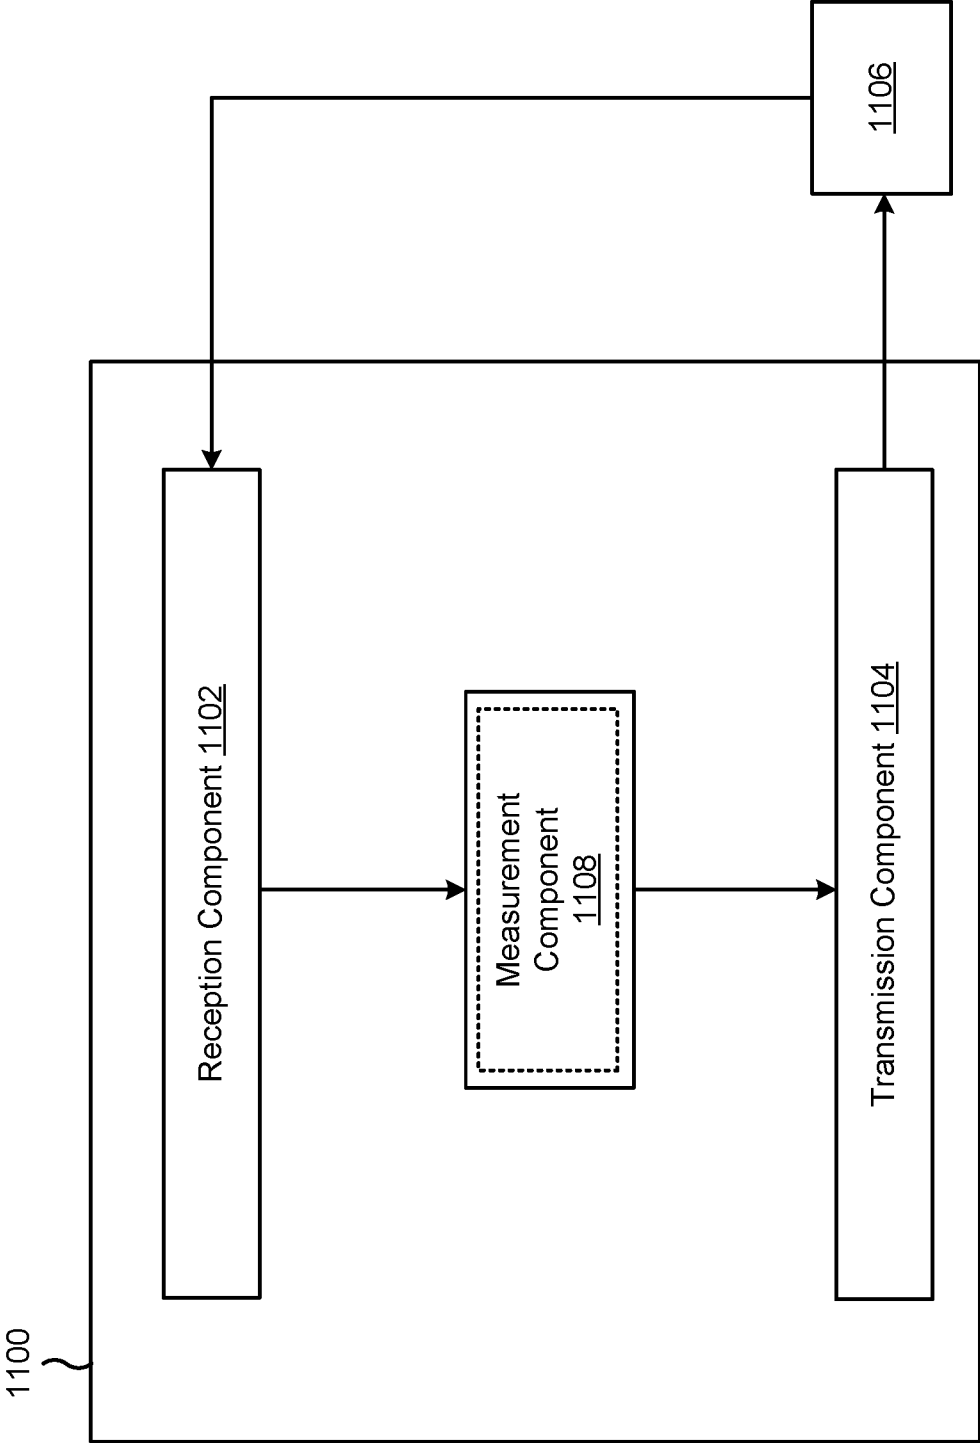 1100
Reception Component 1102
Measurement
Component
1108
Transmission Component 1104
1106